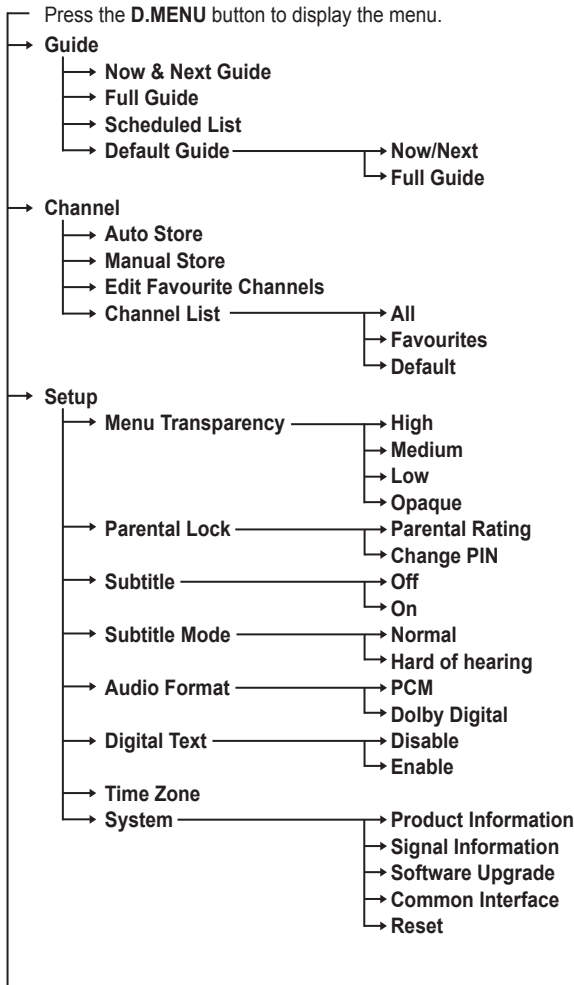 Press the D.MENU button to display the menu.
Guide
Now & Next Guide
Full Guide
Scheduled List
Default Guide Now/Next
Full Guide
Channel
Auto Store
Manual Store
Edit Favourite Channels
Channel List All
Favourites
Default
Setup
Menu Transparency High
Medium
Low
Opaque
Parental Lock Parental Rating
Change PIN
Subtitle Off
On
Subtitle Mode Normal
Hard of hearing
Audio Format PCM
Dolby Digital
Digital Text Disable
Enable
Time Zone
System Product Information
Signal Information
Software Upgrade
Common Interface
Reset